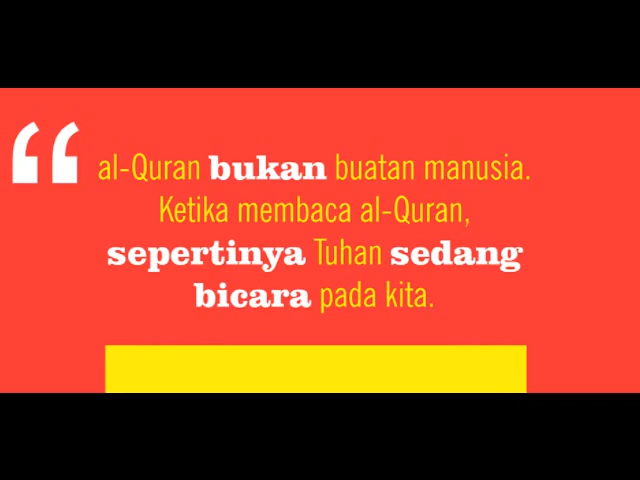 “
al-Quran bukan buatan manusia.
Ketika membaca al-Quran,
sepertinya Tuhan sedang
bicara pada kita.